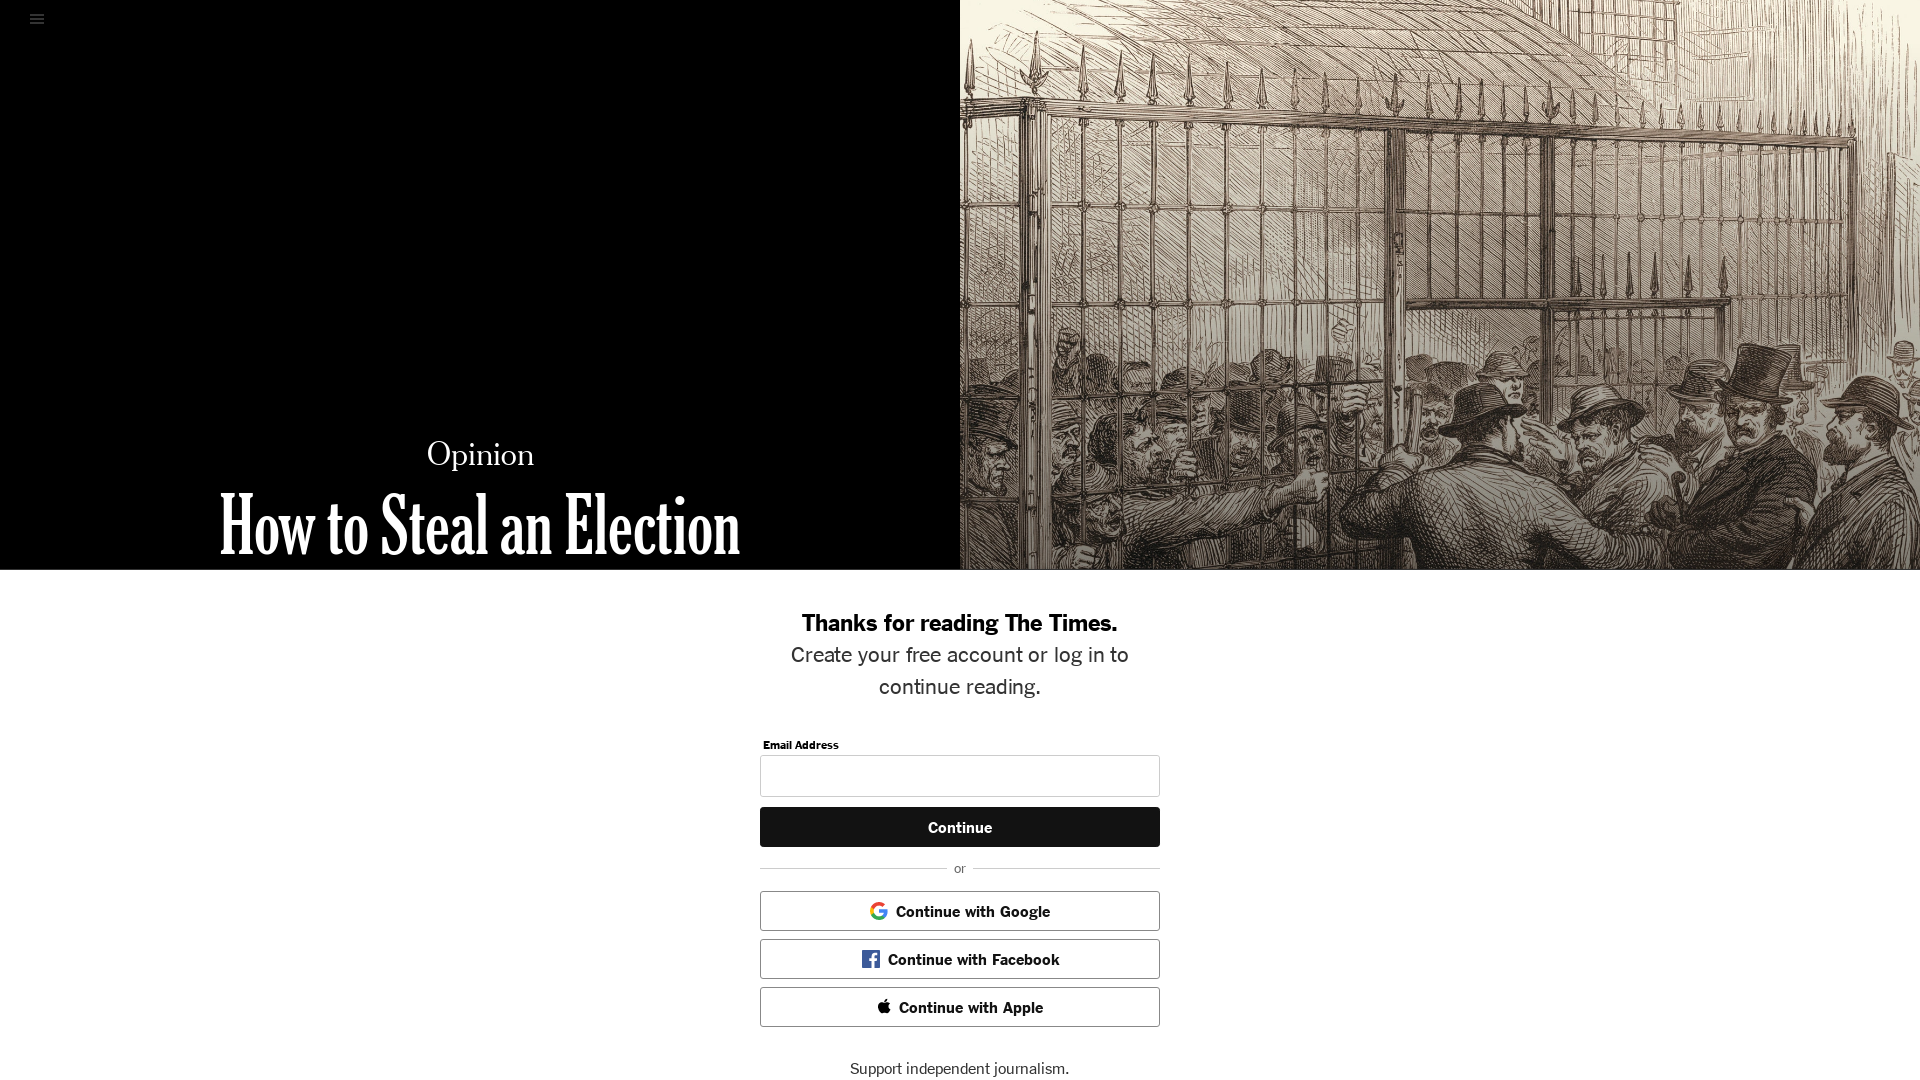 Opinion
How to Steal an Election
Thanks for reading The Times.
Create your free account or log in to
continue reading.
Email Address
Continue
or
Continue with Google
Continue with Facebook
Continue with Apple
Support independent journalism.